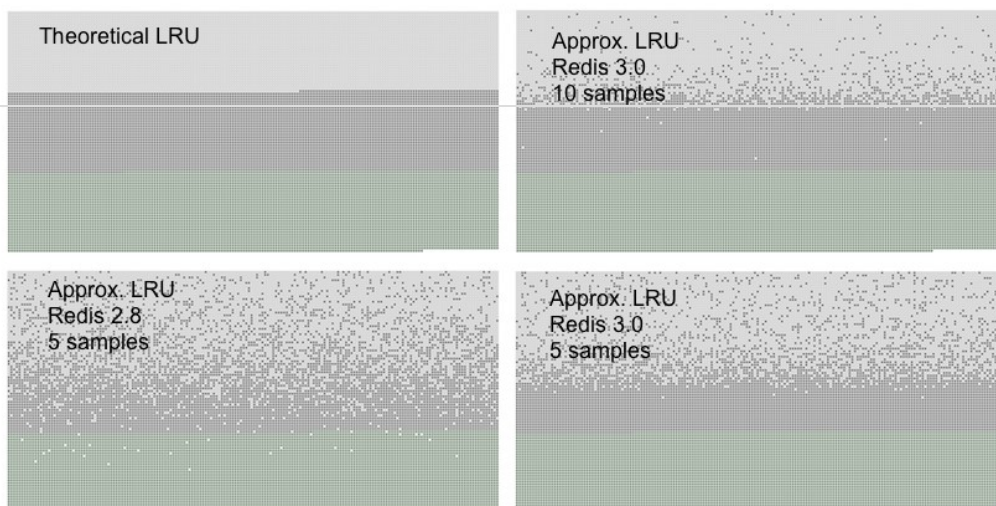 Theoretical LRU
Approx. LRU
Redis 3.0
10 samples
Approx. LRU
Redis 2.8
5 samples
Approx. LRU
Redis 3.0
5 samples